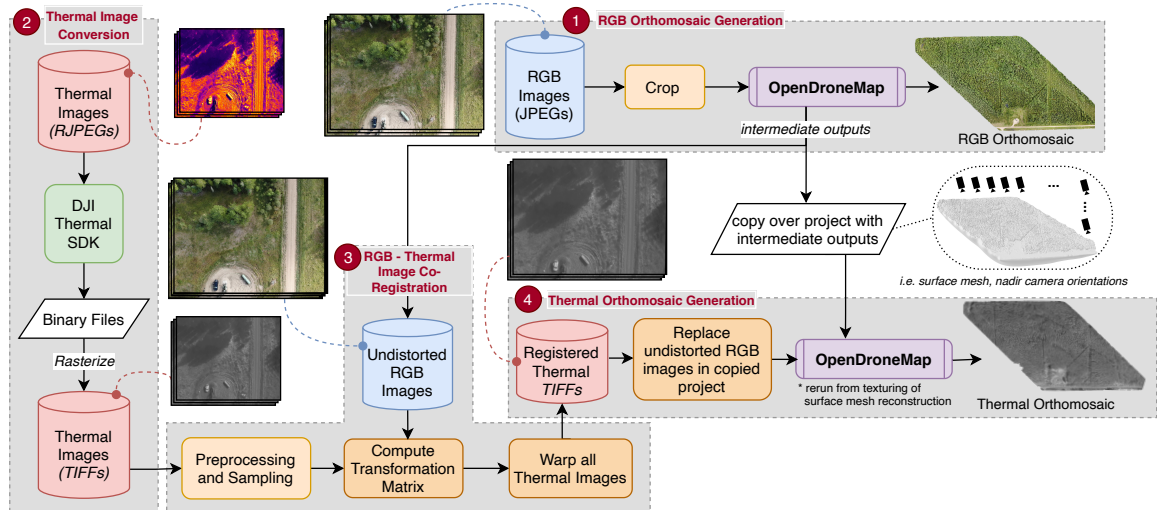 2
Thermal Image
Conversion
Thermal
Images
(RJPEGs)
DJI
Thermal
SDK
Binary Files
Rasterize
Thermal
Images
(TIFFs)
1
RGB Orthomosaic Generation
RGB
Images
(JPEGs)
Crop
OpenDroneMap
intermediate outputs
RGB Orthomosaic
copy over project with
intermediate outputs
...
...
i.e. surface mesh, nadir camera orientations
3
RGB - Thermal
Image Co-
Registration
Undistorted
RGB
Images
Preprocessing
and Sampling
Compute
Transformation
Matrix
Warp all
Thermal Images
4
Thermal Orthomosaic Generation
Registered
Thermal
TIFFs
Replace
undistorted RGB
images in copied
project
OpenDroneMap
* rerun from texturing of
surface mesh reconstruction
Thermal Orthomosaic